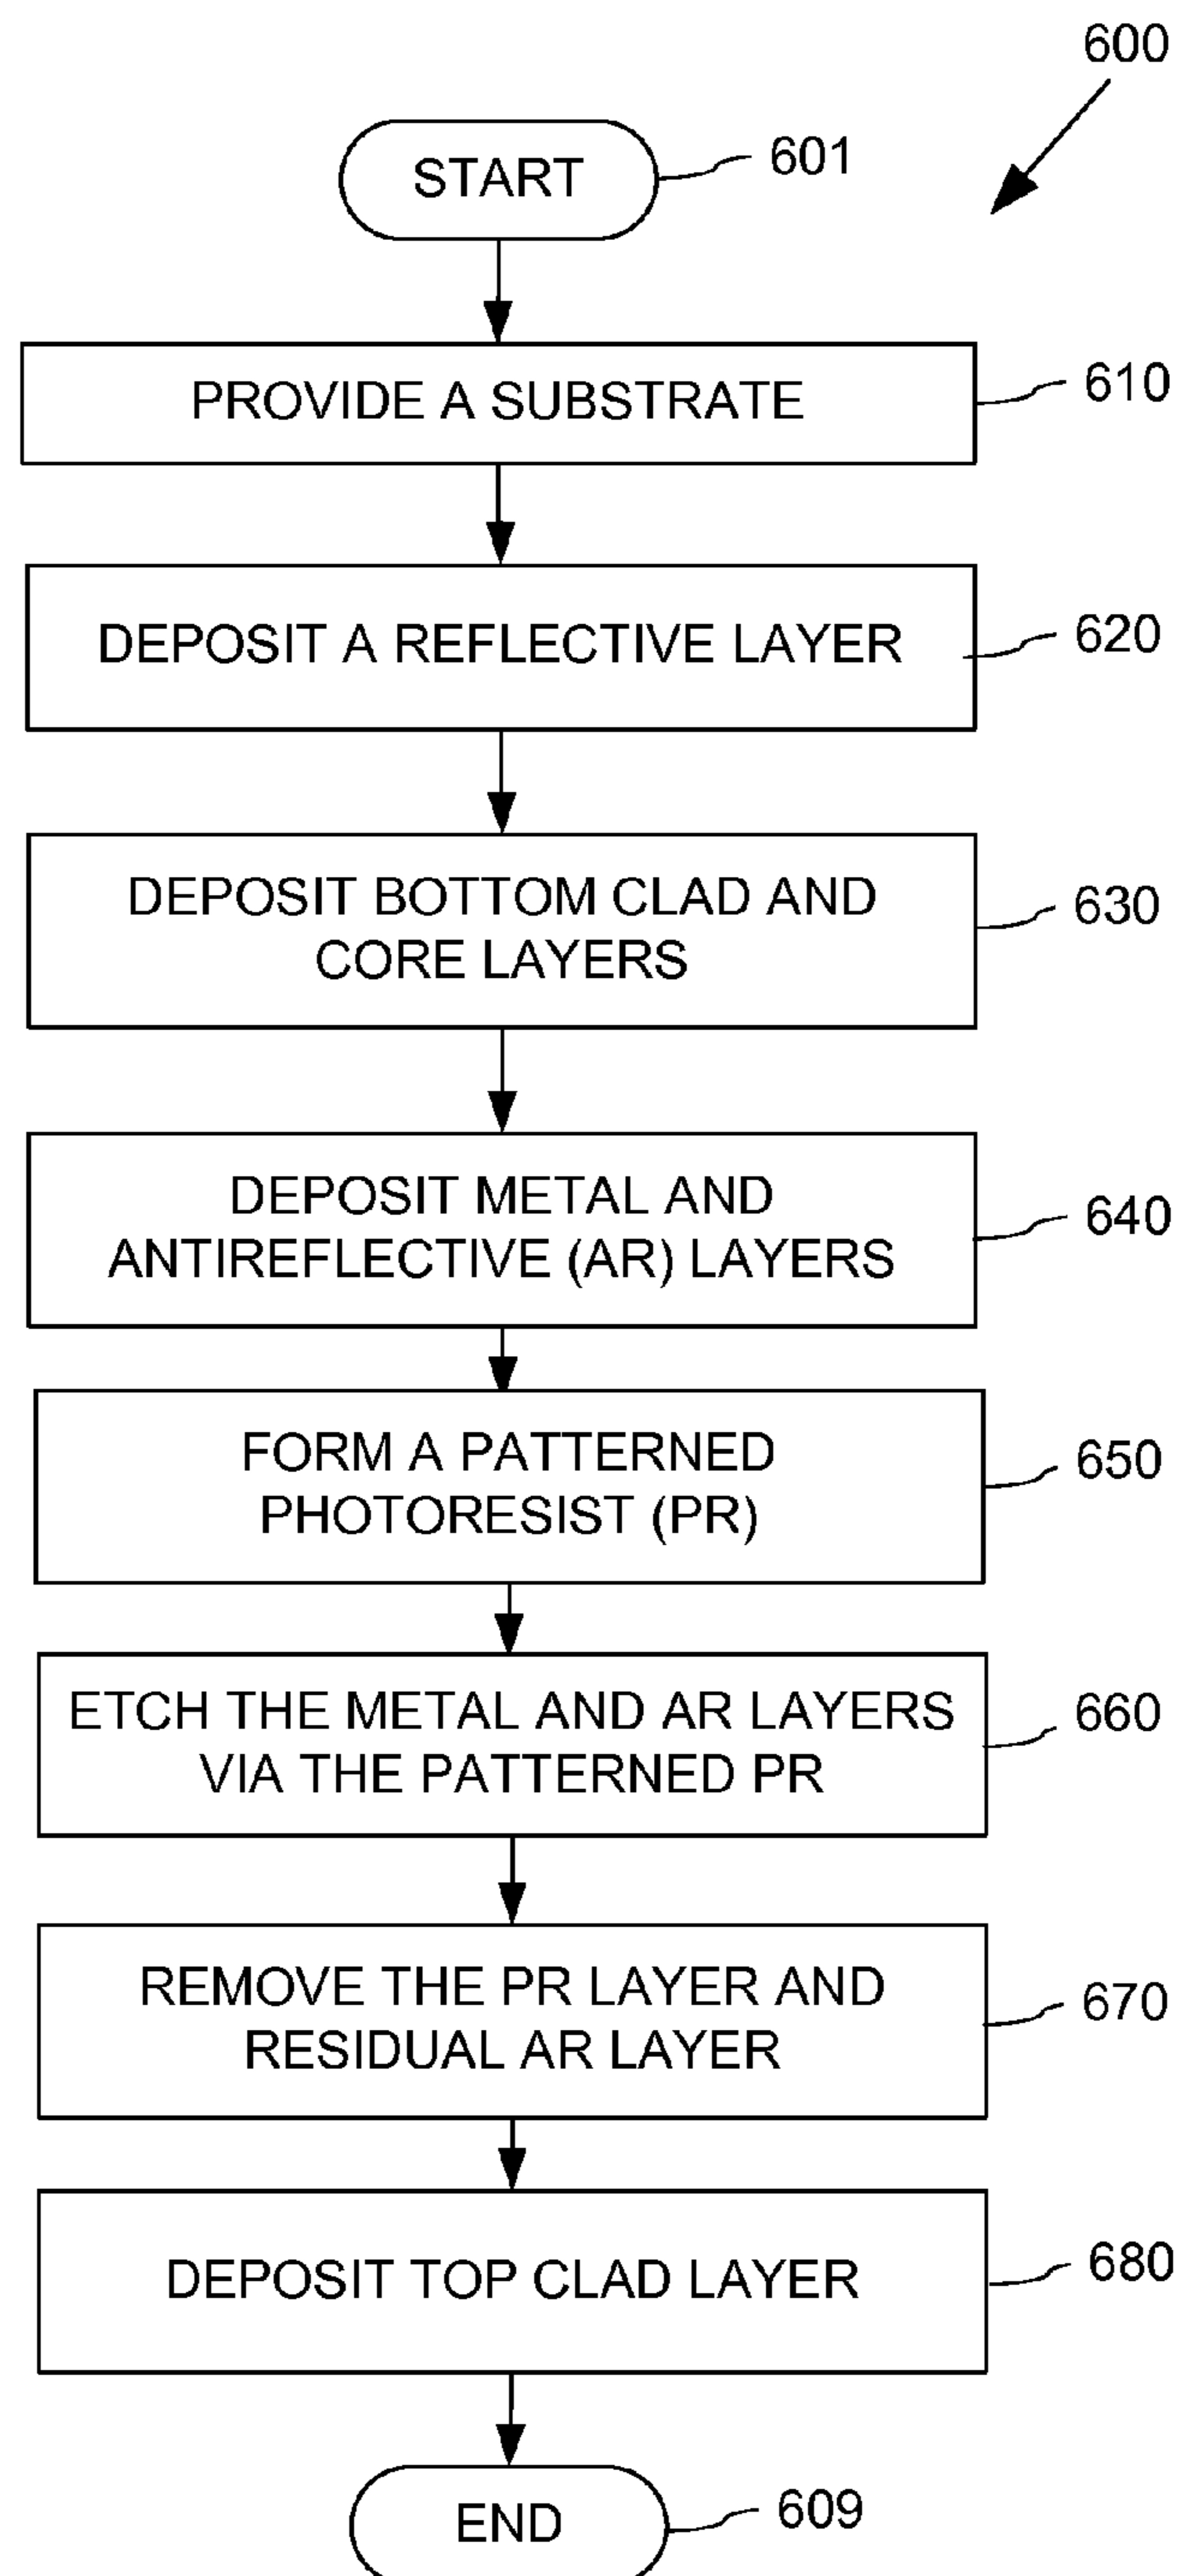 600
START
601
PROVIDE A SUBSTRATE
610
DEPOSIT A REFLECTIVE LAYER
620
DEPOSIT BOTTOM CLAD AND
CORE LAYERS
630
DEPOSIT METAL AND
ANTIREFLECTIVE (AR) LAYERS
640
FORM A PATTERNED
PHOTORESIST (PR)
650
ETCH THE METAL AND AR LAYERS
VIA THE PATTERNED PR
660
REMOVE THE PR LAYER AND
RESIDUAL AR LAYER
670
DEPOSIT TOP CLAD LAYER
680
END
609